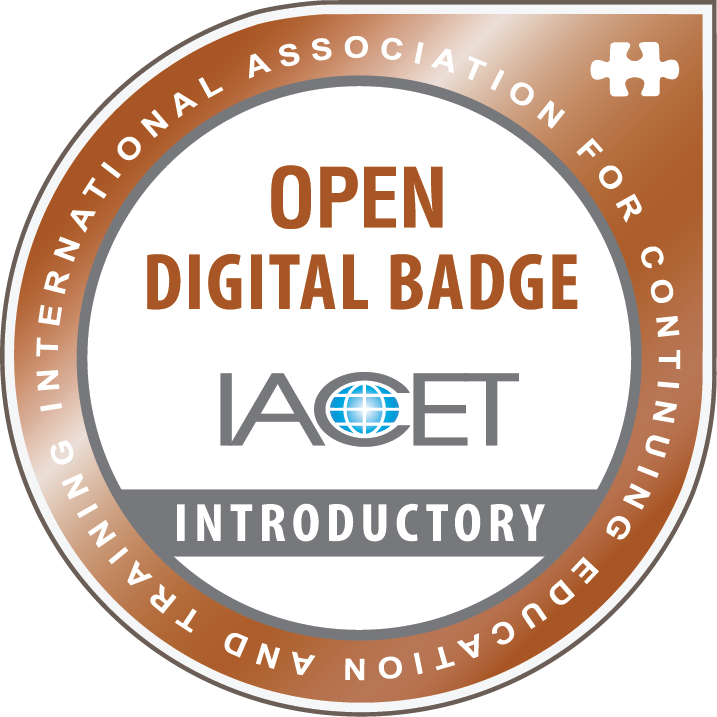 INTERNATIONAL ASSOCIATION FOR CONTINUING EDUCATION AND TRAINING
OPEN
DIGITAL BADGE
IACET
INTRODUCTORY